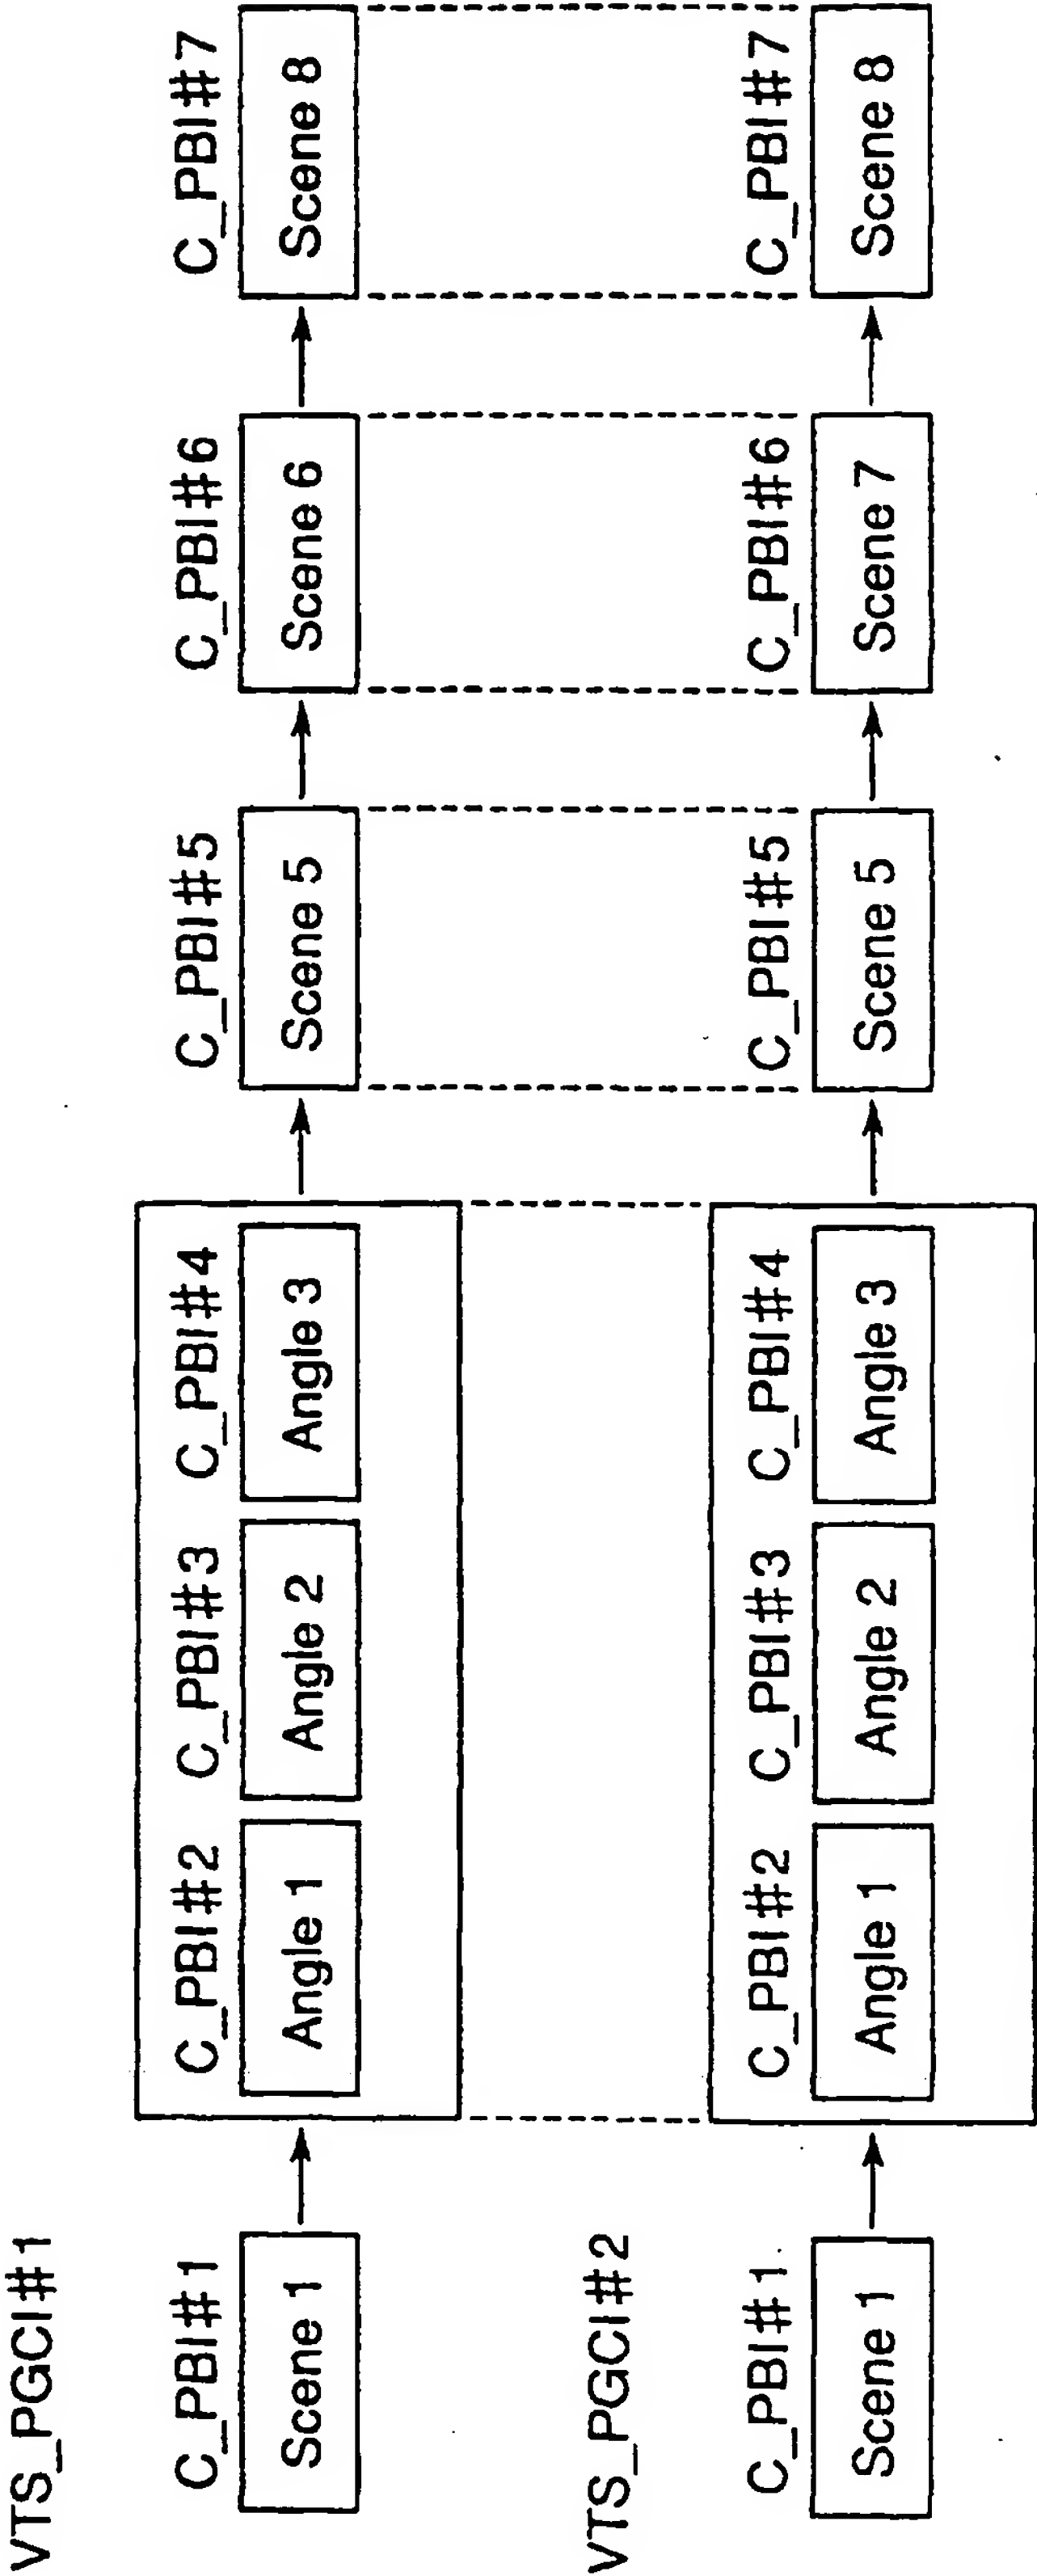 VTS_PGCI#1
C_PBI#1 C_PBI#2 C_PBI#3 C_PBI#4 C_PBI#5 C_PBI#6 C_PBI#7
Scene 1 Angle 1 Angle 2 Angle 3 Scene 5 Scene 6 Scene 8
VTS_PGCI#2
C_PBI#1 C_PBI#2 C_PBI#3 C_PBI#4 C_PBI#5 C_PBI#6 C_PBI#7
Scene 1 Angle 1 Angle 2 Angle 3 Scene 5 Scene 7 Scene 8